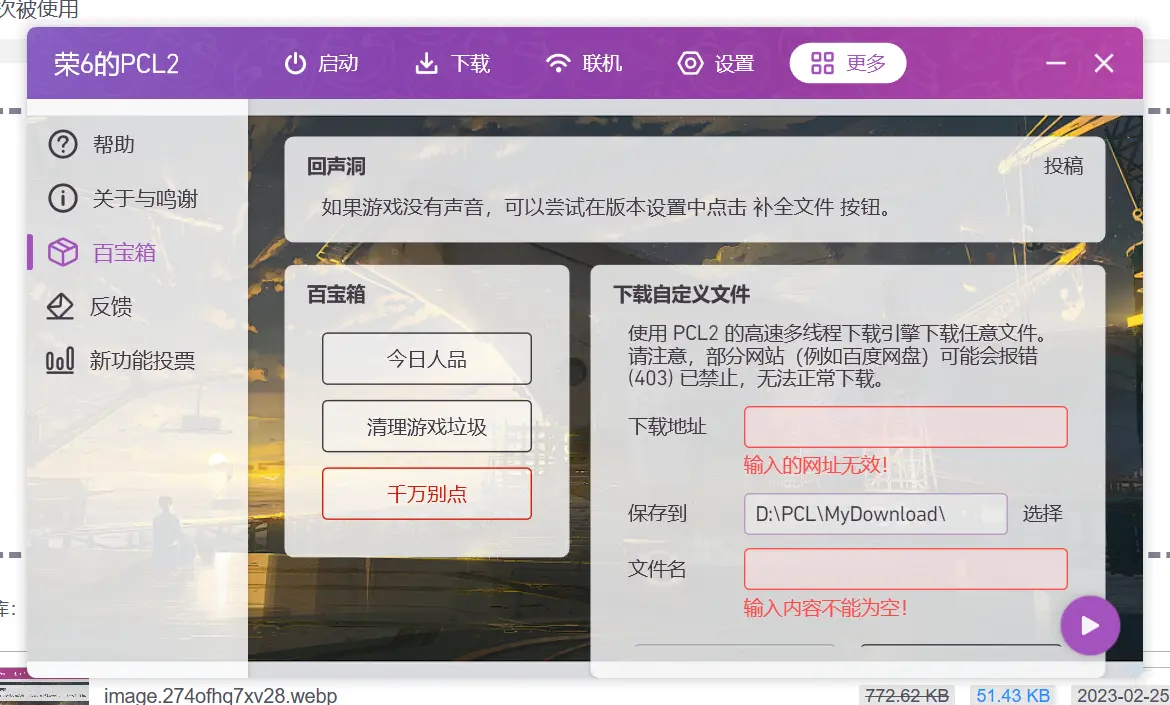 次被使用
荣6的PCL2
启动
下载
联机
设置
更多
帮助
关于与鸣谢
百宝箱
反馈
新功能投票
回声洞
投稿
如果游戏没有声音，可以尝试在版本设置中点击 补全文件 按钮。
百宝箱
今日人品
清理游戏垃圾
千万别点
下载自定义文件
使用 PCL2 的高速多线程下载引擎下载任意文件。
请注意，部分网站（例如百度网盘）可能会报错
(403) 已禁止，无法正常下载。
下载地址
输入的网址无效！
保存到
D:\PCL\MyDownload\
选择
文件名
输入内容不能为空！
库：
image.274ofhq7xv28.webp
772.62 KB
51.43 KB
2023-02-25